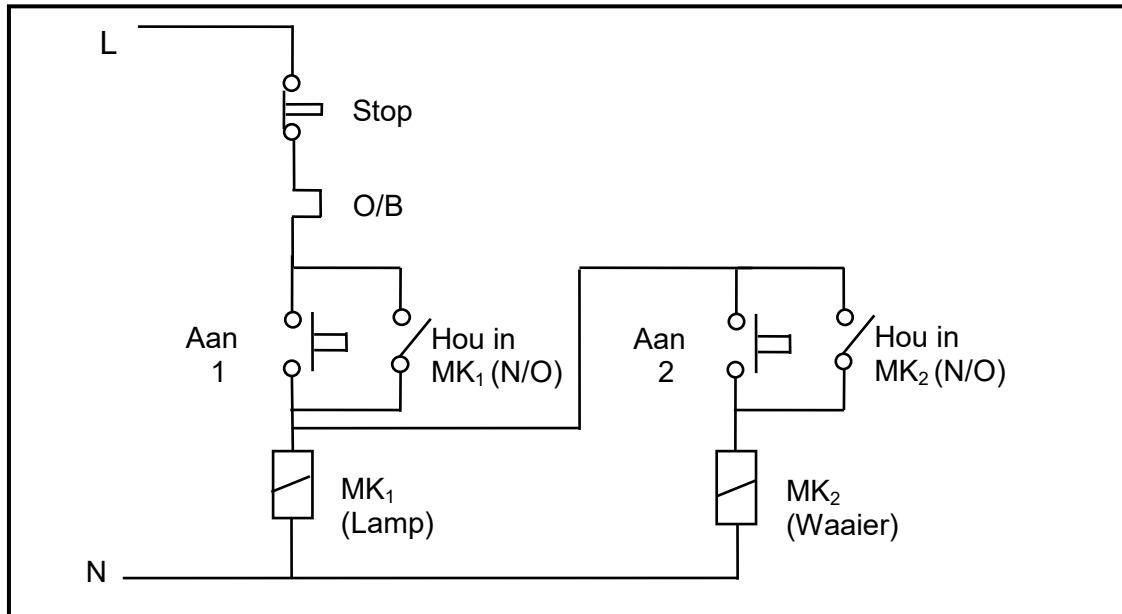 L
Stop
O/B
Aan
1
Hou in
MK₁ (N/O)
Aan
2
Hou in
MK₂ (N/O)
MK₁
(Lamp)
MK₂
(Waaier)
N